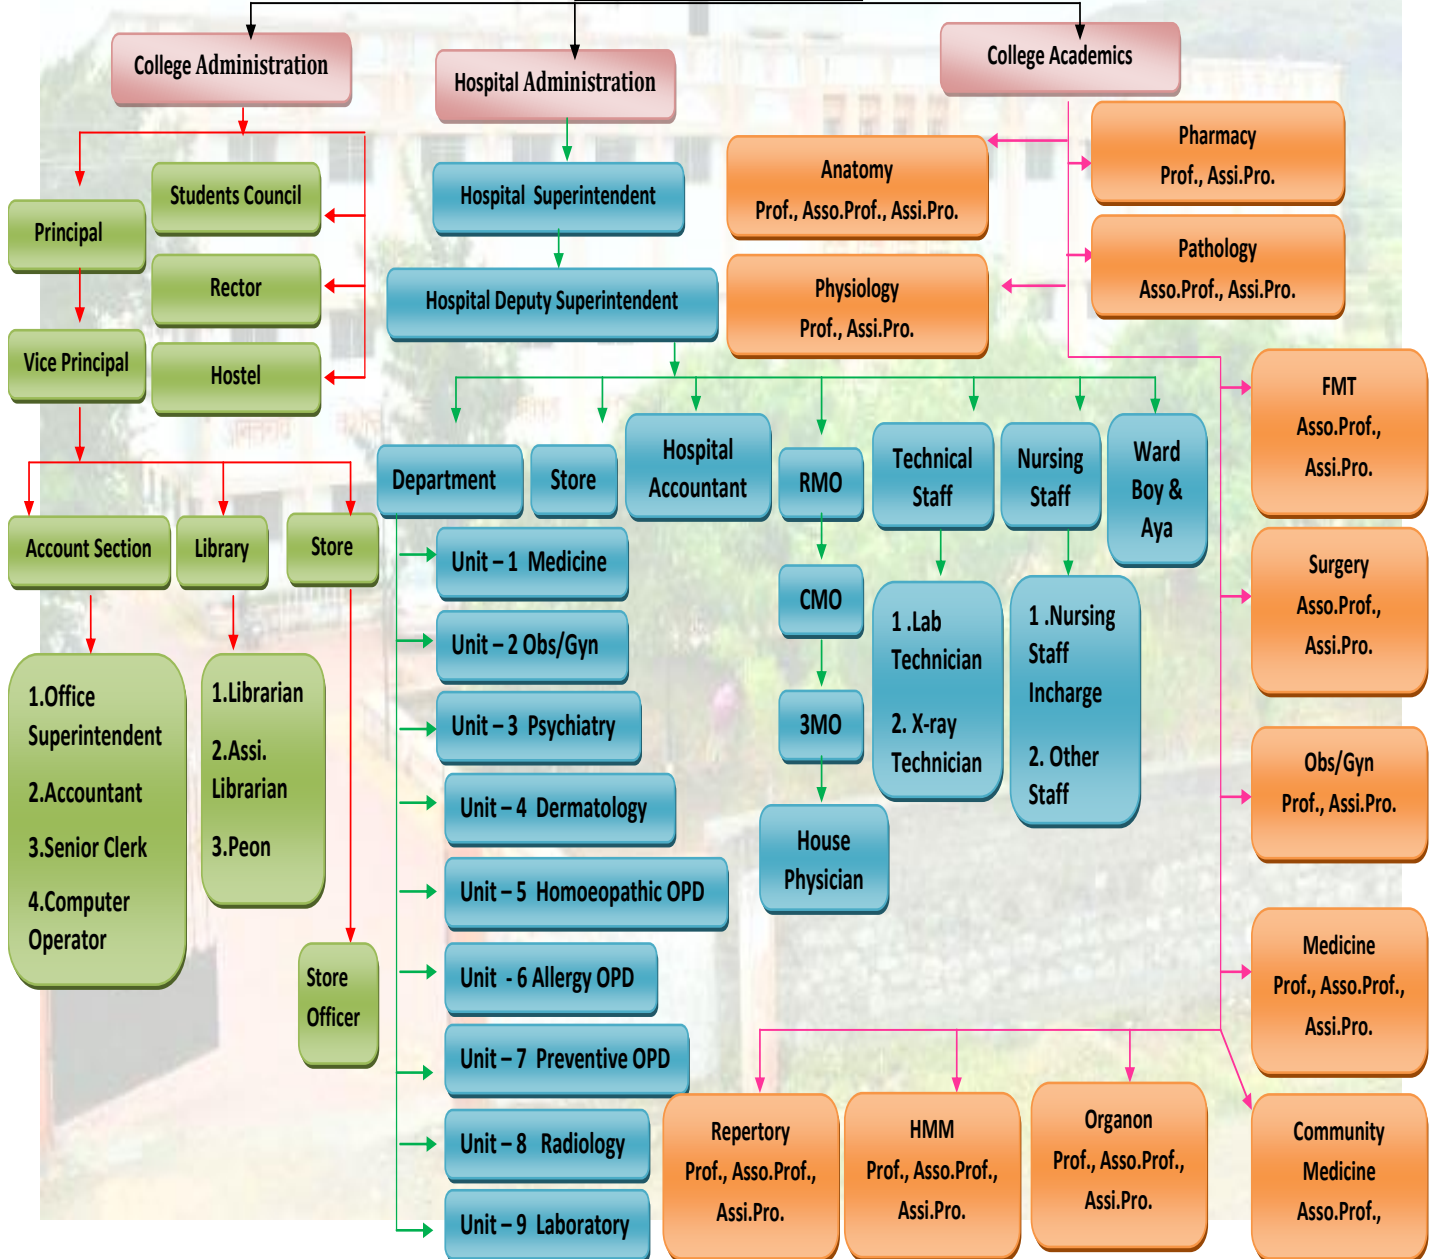 College Administration
Hospital Administration
College Academics
Principal
Vice Principal
Students Council
Rector
Hostel
Account Section
Library
Store
1.Office
Superintendent
2.Accountant
3.Senior Clerk
4.Computer
Operator
1.Librarian
2.Assi.
Librarian
3.Peon
Store
Officer
Hospital Superintendent
Hospital Deputy Superintendent
Department
Store
Hospital
Accountant
RMO
Technical
Staff
Nursing
Staff
Ward
Boy &
Aya
Unit – 1 Medicine
Unit – 2 Obs/Gyn
Unit – 3 Psychiatry
Unit – 4 Dermatology
Unit – 5 Homoeopathic OPD
Unit - 6 Allergy OPD
Unit – 7 Preventive OPD
Unit – 8 Radiology
Unit – 9 Laboratory
CMO
3MO
House
Physician
1 .Lab
Technician
2. X-ray
Technician
1 .Nursing
Staff
Incharge
2. Other
Staff
Anatomy
Prof., Asso.Prof., Assi.Pro.
Physiology
Prof., Assi.Pro.
Pharmacy
Prof., Assi.Pro.
Pathology
Asso.Prof., Assi.Pro.
FMT
Asso.Prof.,
Assi.Pro.
Surgery
Asso.Prof.,
Assi.Pro.
Obs/Gyn
Prof., Assi.Pro.
Medicine
Prof., Asso.Prof.,
Assi.Pro.
Repertory
Prof., Asso.Prof.,
Assi.Pro.
HMM
Prof., Asso.Prof.,
Assi.Pro.
Organon
Prof., Asso.Prof.,
Assi.Pro.
Community
Medicine
Asso.Prof.,